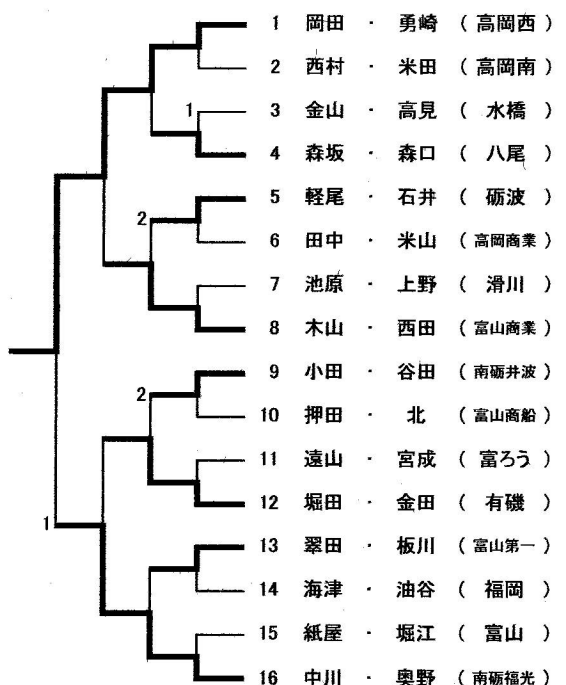 1 岡田 ・ 勇崎 （ 高岡西 ）
2 西村 ・ 米田 （ 高岡南 ）
1
3 金山 ・ 高見 （ 水橋 ）
4 森坂 ・ 森口 （ 八尾 ）
5 軽尾 ・ 石井 （ 砺波 ）
2
6 田中 ・ 米山 （ 高岡商業 ）
7 池原 ・ 上野 （ 滑川 ）
8 木山 ・ 西田 （ 富山商業 ）
9 小田 ・ 谷田 （ 南砺井波 ）
2
10 押田 ・ 北 （ 富山商船 ）
11 遠山 ・ 宮成 （ 富ろう ）
12 堀田 ・ 金田 （ 有磯 ）
1
13 翠田 ・ 板川 （ 富山第一 ）
14 海津 ・ 油谷 （ 福岡 ）
15 紙屋 ・ 堀江 （ 富山 ）
16 中川 ・ 奥野 （ 南砺福光 ）